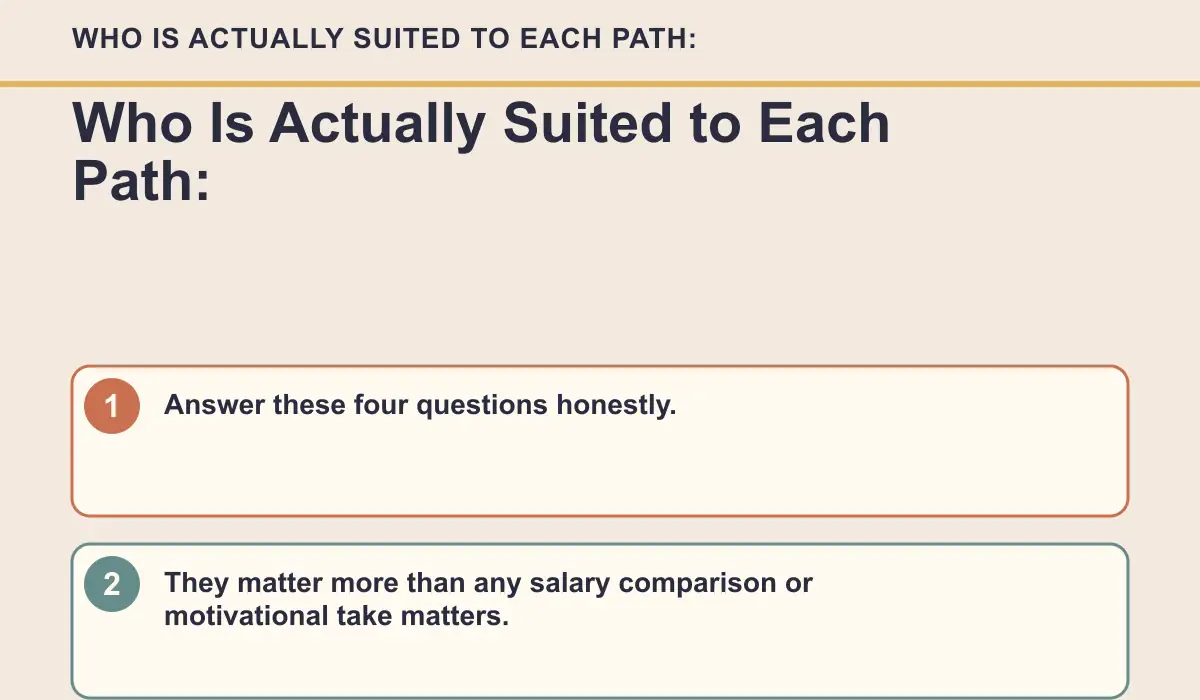 WHO IS ACTUALLY SUITED TO EACH PATH:
Who Is Actually Suited to Each
Path:
1
Answer these four questions honestly.
2
They matter more than any salary comparison or
motivational take matters.